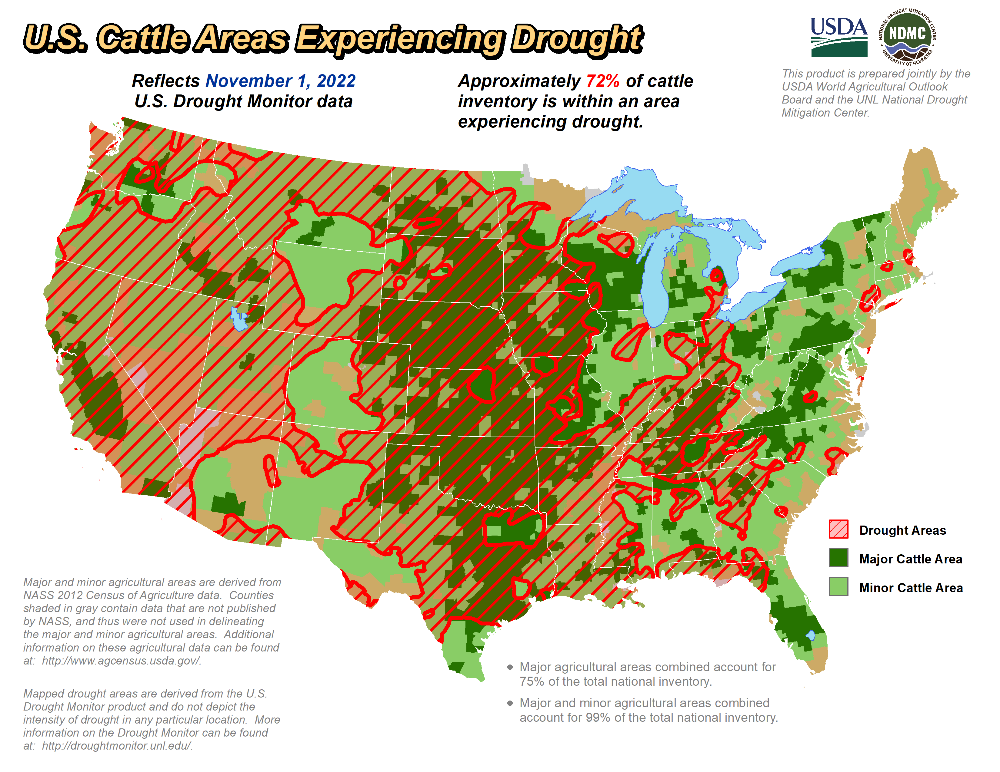 U.S. Cattle Areas Experiencing Drought
USDA
NATIONAL DROUGHT MITIGATION CENTER
NDMC
UNIVERSITY OF NEBRASKA
Reflects November 1, 2022
U.S. Drought Monitor data
Approximately 72% of cattle
inventory is within an area
experiencing drought.
This product is prepared jointly by the
USDA World Agricultural Outlook
Board and the UNL National Drought
Mitigation Center.
Drought Areas
Major Cattle Area
Minor Cattle Area
Major and minor agricultural areas are derived from
NASS 2012 Census of Agriculture data.  Counties
shaded in gray contain data that are not published
by NASS, and thus were not used in delineating
the major and minor agricultural areas.  Additional
information on these agricultural data can be found
at:  http://www.agcensus.usda.gov/.
Mapped drought areas are derived from the U.S.
Drought Monitor product and do not depict the
intensity of drought in any particular location.  More
information on the Drought Monitor can be found
at:  http://droughtmonitor.unl.edu/.
• Major agricultural areas combined account for
75% of the total national inventory.
• Major and minor agricultural areas combined
account for 99% of the total national inventory.